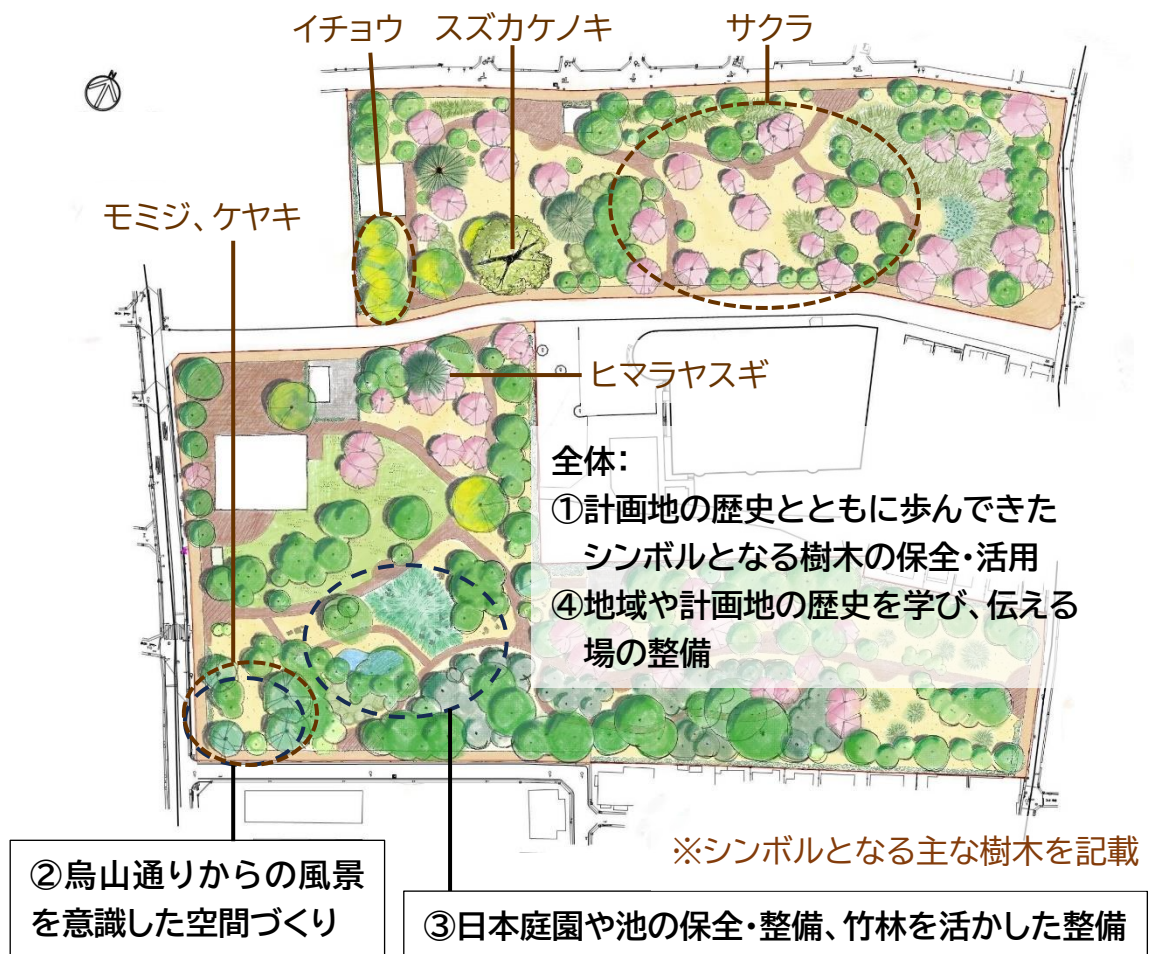 イチョウ
スズカケノキ
サクラ
モミジ、ケヤキ
ヒマラヤスギ
全体：
①計画地の歴史とともに歩んできた
シンボルとなる樹木の保全・活用
④地域や計画地の歴史を学び、伝える
場の整備
※シンボルとなる主な樹木を記載
②烏山通りからの風景
を意識した空間づくり
③日本庭園や池の保全・整備、竹林を活かした整備